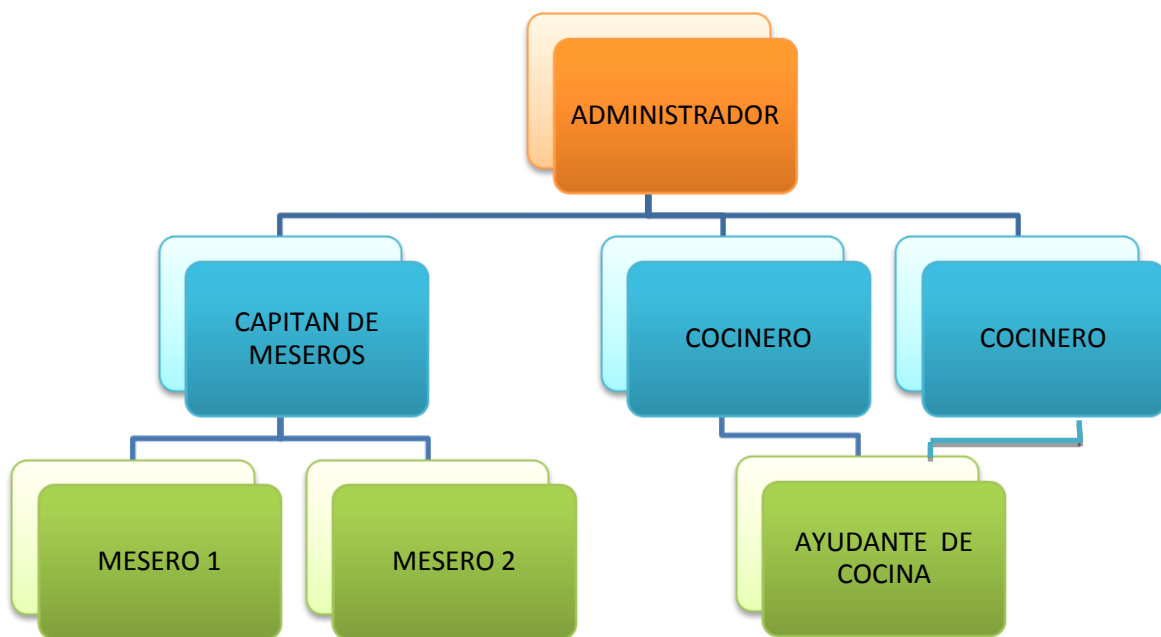 ADMINISTRADOR
CAPITAN DE
MESEROS
COCINERO
COCINERO
MESERO 1
MESERO 2
AYUDANTE  DE
COCINA